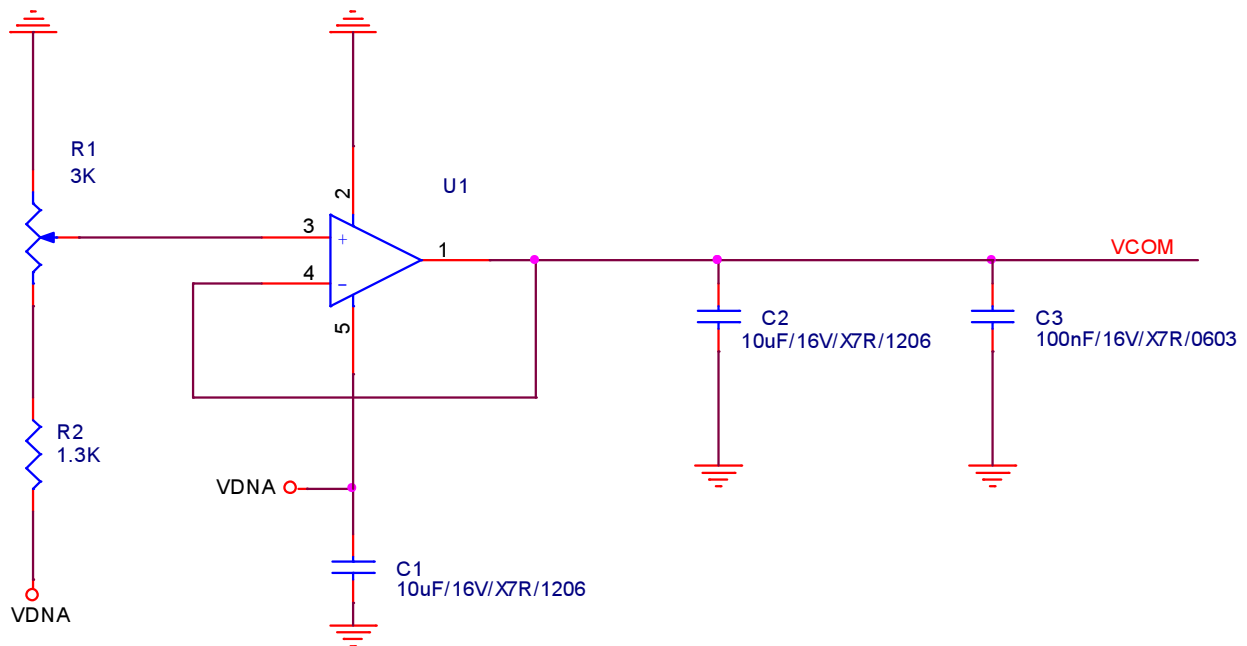 R1
3K
2
U1
3
+
1
VCOM
4
-
5
C2
10uF/16V/X7R/1206
C3
100nF/16V/X7R/0603
R2
1.3K
VDNA
C1
10uF/16V/X7R/1206
VDNA